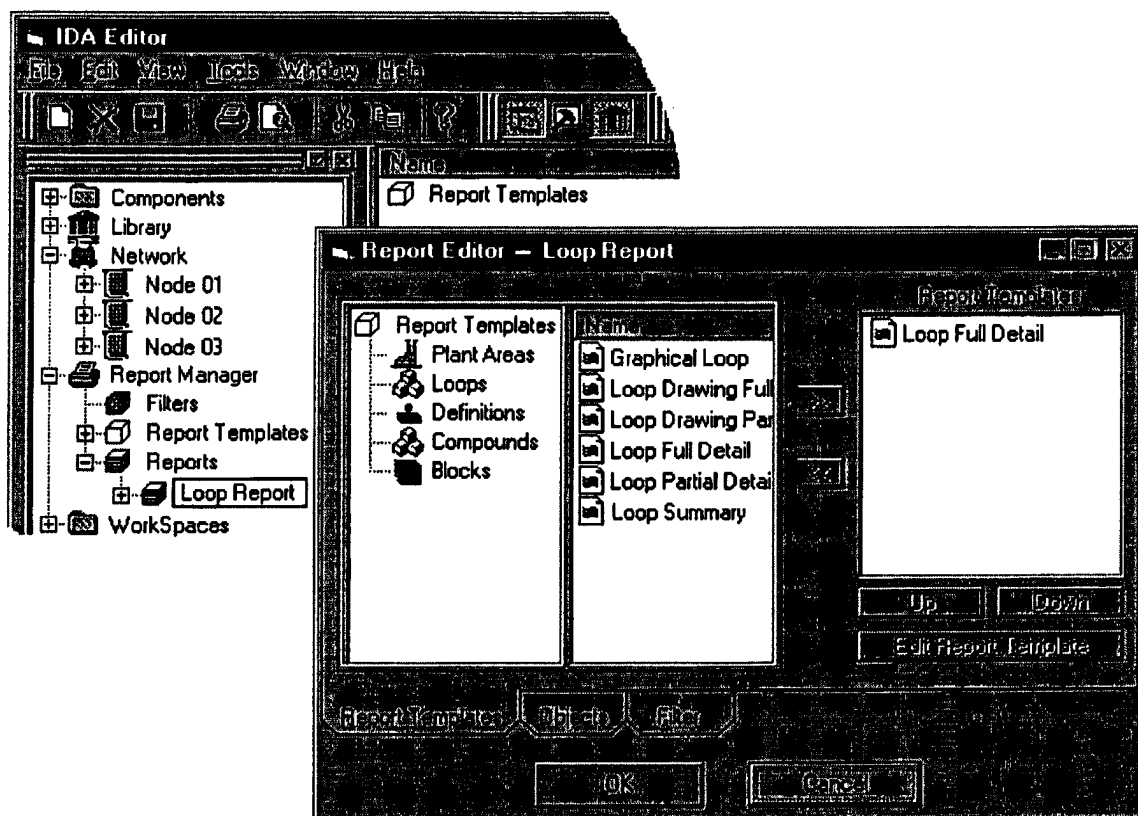 IDA Editor
File Edit View Tools Window Help
Name
Components
Library
Network
Node 01
Node 02
Node 03
Report Manager
Filters
Report Templates
Reports
Loop Report
WorkSpaces
Report Templates
Report Editor – Loop Report
Report Templates
Plant Areas
Loops
Definitions
Compounds
Blocks
Name
Graphical Loop
Loop Drawing Full
Loop Drawing Par
Loop Full Detail
Loop Partial Detai
Loop Summary
>>
<<
Report Templates
Loop Full Detail
Up Down
Edit Report Template
Report Templates Objects Filter
OK Cancel